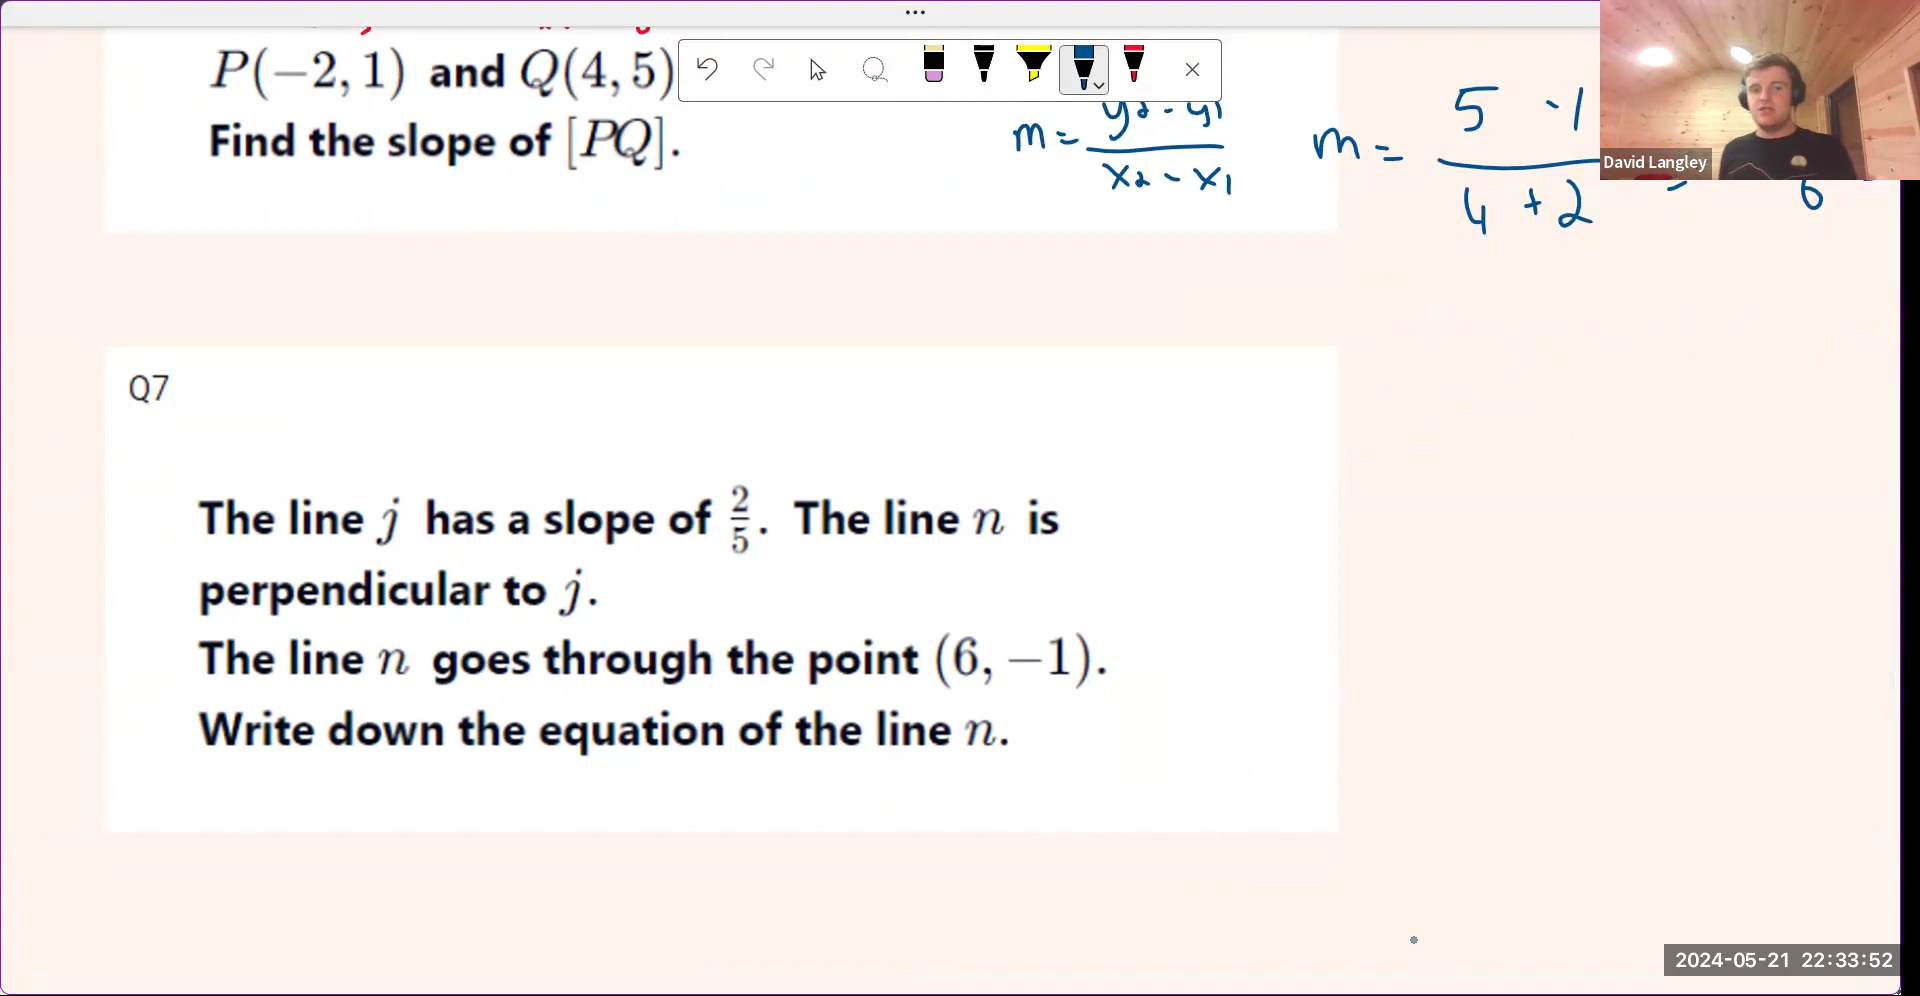 P(−2, 1) and Q(4, 5)
Find the slope of [PQ].
m = y2 - y1 / x2 - x1
m = 5 -1 / 4 + 2 = 6
David Langley
Q7
The line j has a slope of 2/5. The line n is
perpendicular to j.
The line n goes through the point (6, −1).
Write down the equation of the line n.
2024-05-21 22:33:52